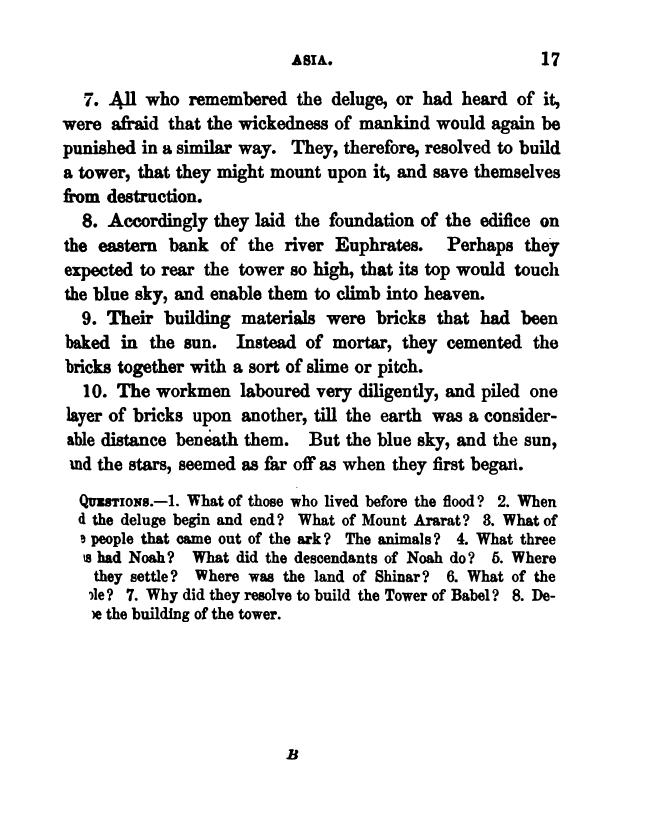 ASIA. 17
7. All who remembered the deluge, or had heard of it,
were afraid that the wickedness of mankind would again be
punished in a similar way. They, therefore, resolved to build
a tower, that they might mount upon it, and save themselves
from destruction.
8. Accordingly they laid the foundation of the edifice on
the eastern bank of the river Euphrates. Perhaps they
expected to rear the tower so high, that its top would touch
the blue sky, and enable them to climb into heaven.
9. Their building materials were bricks that had been
baked in the sun. Instead of mortar, they cemented the
bricks together with a sort of slime or pitch.
10. The workmen laboured very diligently, and piled one
layer of bricks upon another, till the earth was a consider-
able distance beneath them. But the blue sky, and the sun,
and the stars, seemed as far off as when they first began.
QUESTIONS.—1. What of those who lived before the flood? 2. When
d the deluge begin and end? What of Mount Ararat? 3. What of
people that came out of the ark? The animals? 4. What three
s had Noah? What did the descendants of Noah do? 5. Where
they settle? Where was the land of Shinar? 6. What of the
le? 7. Why did they resolve to build the Tower of Babel? 8. De-
the building of the tower.
B